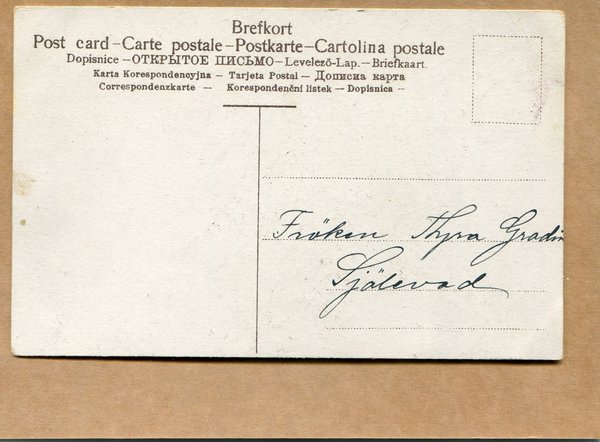 Brefkort
Post card – Carte postale – Postkarte – Cartolina postale
Dopisnice – ОТКРЫТОЕ ПИСЬМО – Levelező-Lap. – Briefkaart.
Karta Korespondencyjna – Tarjeta Postal – Дописна карта
Correspondenzkarte – Korespondenční listek – Dopisnica –
Fröken Thyra Gradin
Själevad